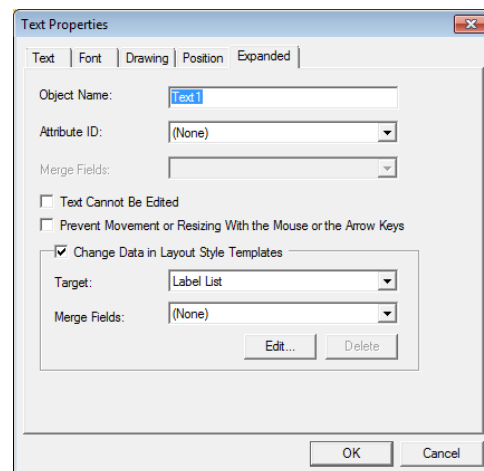 Text Properties
Text Font Drawing Position Expanded
Object Name: Text1
Attribute ID: (None)
Merge Fields:
Text Cannot Be Edited
Prevent Movement or Resizing With the Mouse or the Arrow Keys
Change Data in Layout Style Templates
Target: Label List
Merge Fields: (None)
Edit... Delete
OK Cancel